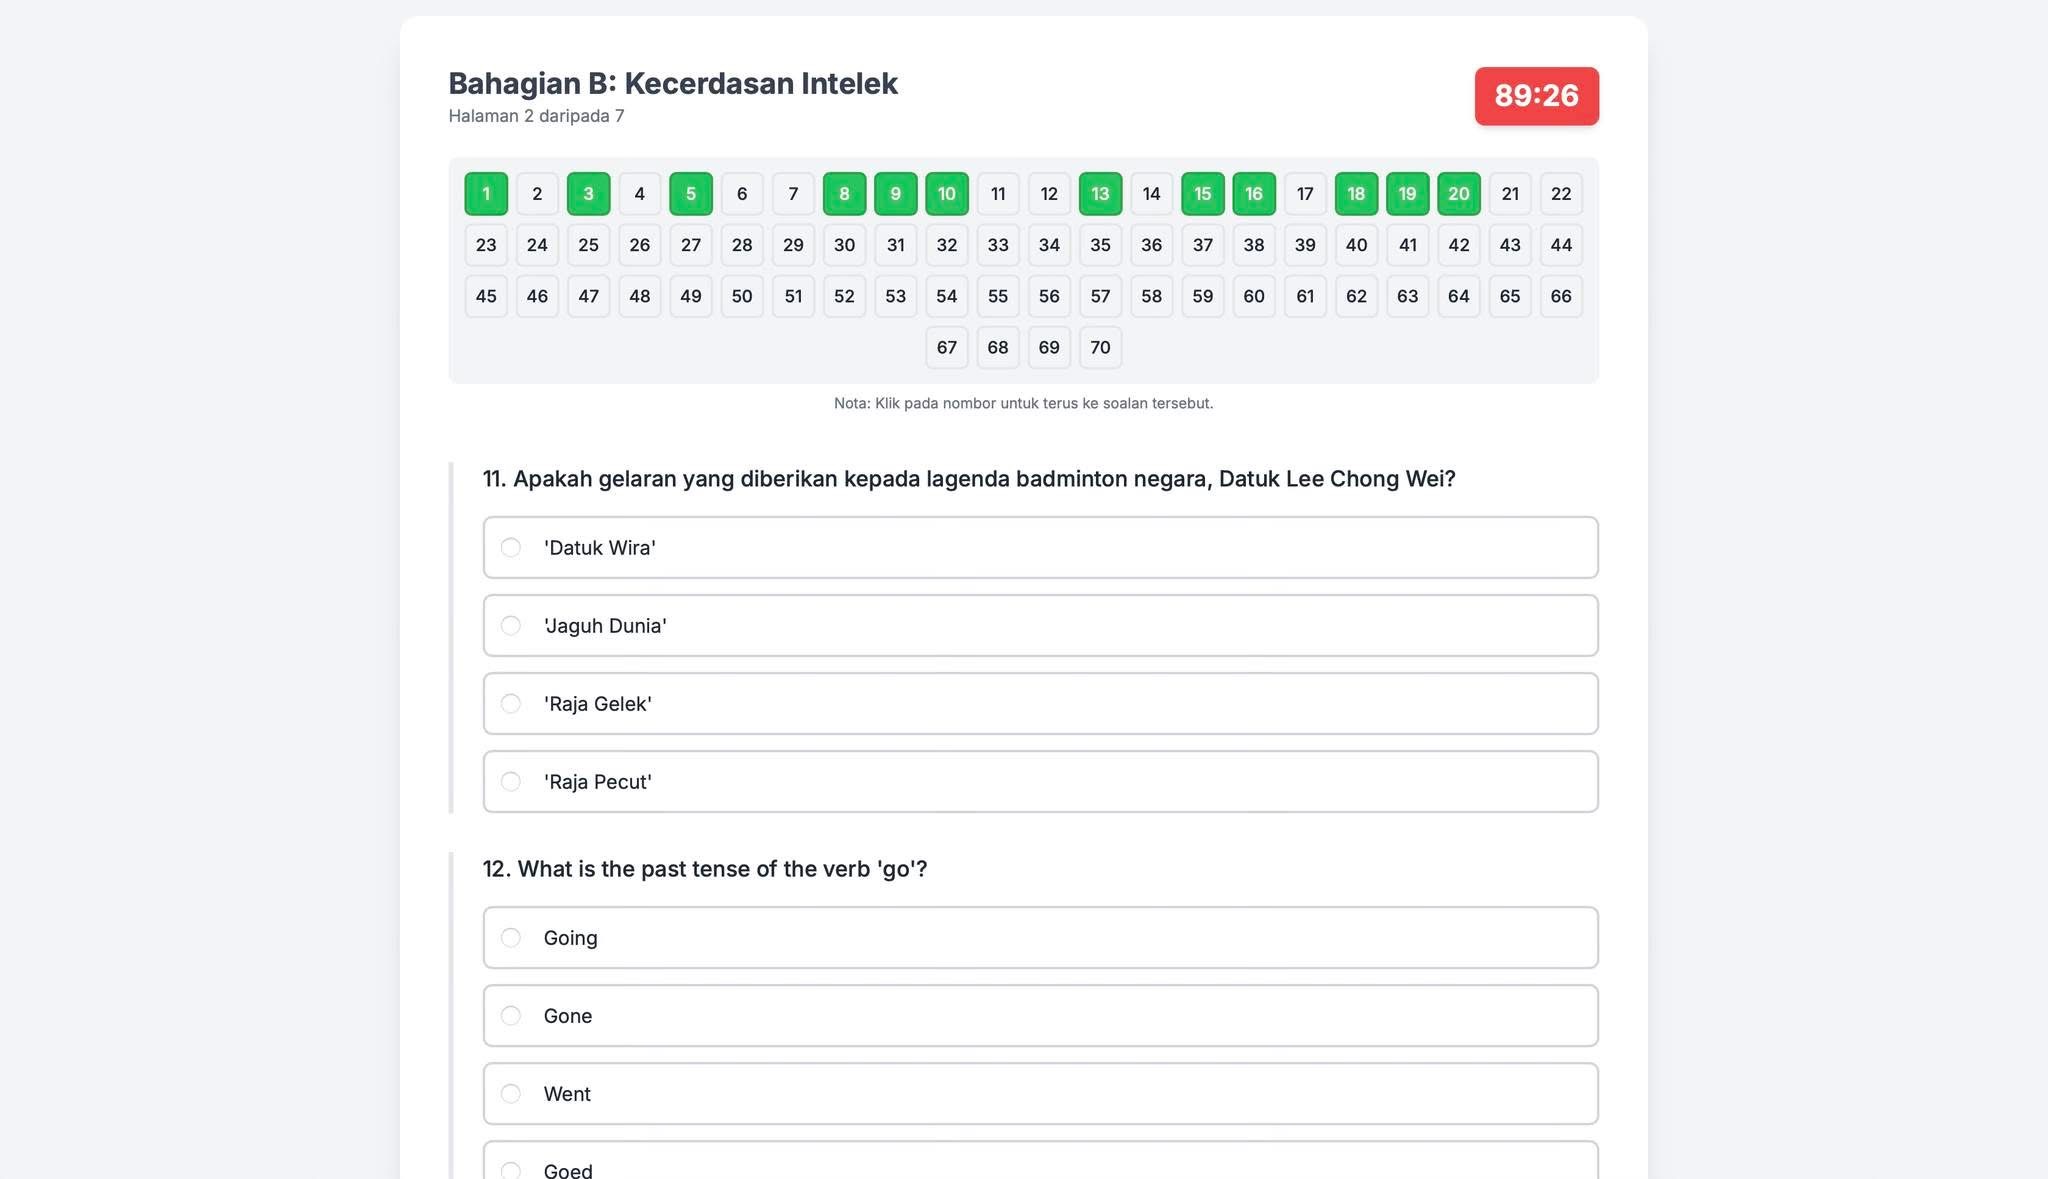 Bahagian B: Kecerdasan Intelek
Halaman 2 daripada 7
89:26
1 2 3 4 5 6 7 8 9 10 11 12 13 14 15 16 17 18 19 20 21 22
23 24 25 26 27 28 29 30 31 32 33 34 35 36 37 38 39 40 41 42 43 44
45 46 47 48 49 50 51 52 53 54 55 56 57 58 59 60 61 62 63 64 65 66
67 68 69 70
Nota: Klik pada nombor untuk terus ke soalan tersebut.
11. Apakah gelaran yang diberikan kepada lagenda badminton negara, Datuk Lee Chong Wei?
'Datuk Wira'
'Jaguh Dunia'
'Raja Gelek'
'Raja Pecut'
12. What is the past tense of the verb 'go'?
Going
Gone
Went
Goed